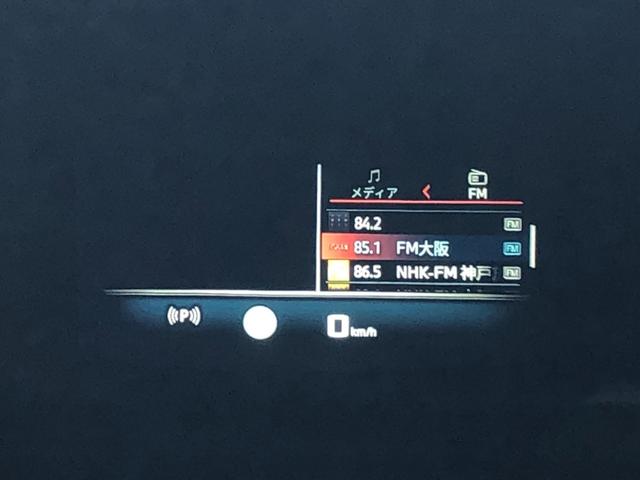 メディア FM
84.2 FM
85.1 FM大阪 FM
86.5 NHK-FM 神戸 FM
((P)) 0 km/h